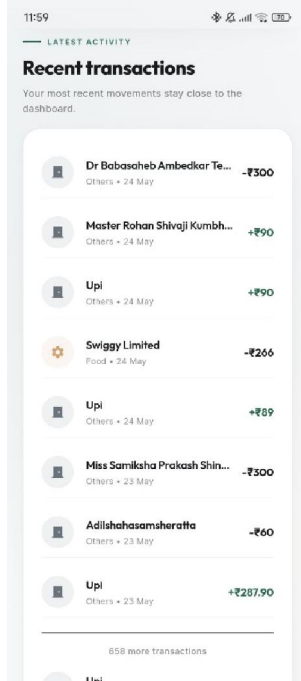 11:59
70
LATEST ACTIVITY
Recent transactions
Your most recent movements stay close to the
dashboard.
Dr Babasaheb Ambedkar Te... -₹300
Others • 24 May
Master Rohan Shivaji Kumbh... +₹90
Others • 24 May
Upi +₹90
Others • 24 May
Swiggy Limited -₹266
Food • 24 May
Upi +₹89
Others • 24 May
Miss Samiksha Prakash Shin... -₹300
Others • 23 May
Adilshahasamsheratta -₹60
Others • 23 May
Upi +₹287.90
Others • 23 May
658 more transactions
Upi